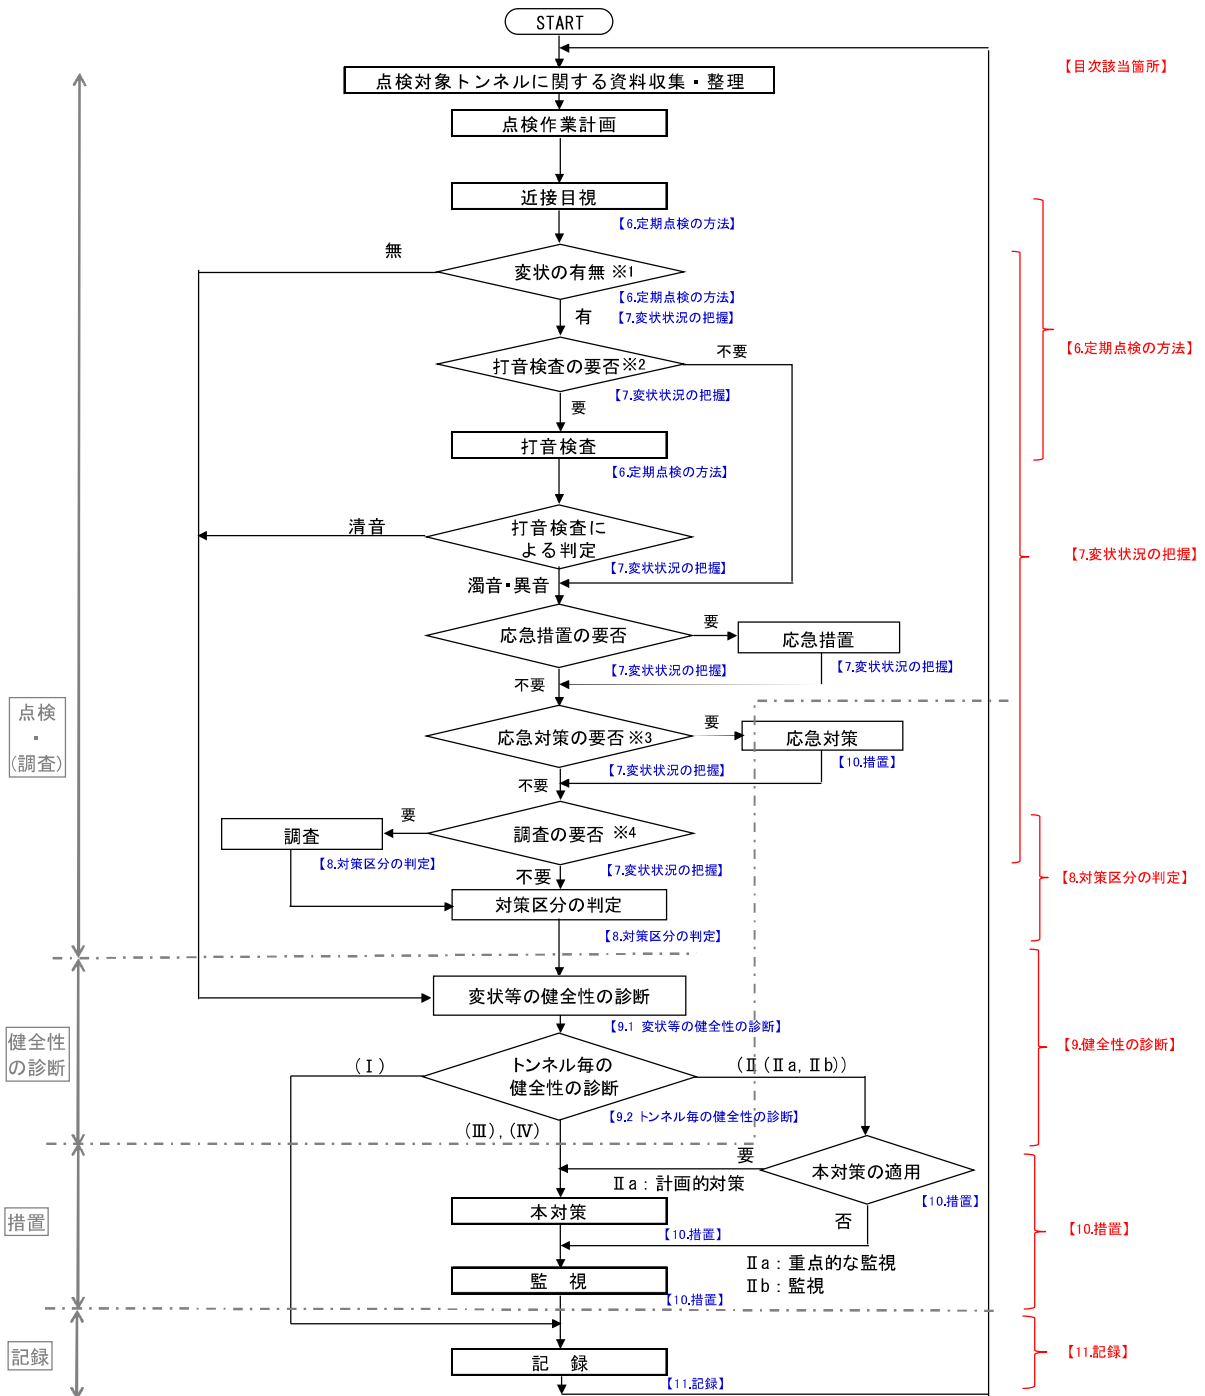 START
【目次該当箇所】
点検対象トンネルに関する資料収集・整理
点検作業計画
近接目視
【6.定期点検の方法】
無
変状の有無※1
【6.定期点検の方法】
有
【7.変状状況の把握】
不要
打音検査の要否※2
【6.定期点検の方法】
【7.変状状況の把握】
要
打音検査
【6.定期点検の方法】
清音
打音検査に
よる判定
【7.変状状況の把握】
【7.変状状況の把握】
濁音・異音
要
応急措置の要否
応急措置
【7.変状状況の把握】
【7.変状状況の把握】
不要
点検
・
(調査)
要
応急対策の要否※3
応急対策
【10.措置】
【7.変状状況の把握】
不要
要
調査の要否 ※4
調査
【8.対策区分の判定】
【7.変状状況の把握】
不要
【8.対策区分の判定】
対策区分の判定
【8.対策区分の判定】
変状等の健全性の診断
【9.1 変状等の健全性の診断】
健全性
の診断
【9.健全性の診断】
(Ⅰ)
トンネル毎の
健全性の診断
(Ⅱ(Ⅱa,Ⅱb))
【9.2 トンネル毎の健全性の診断】
(Ⅲ),(Ⅳ)
要
本対策の適用
Ⅱa：計画的対策
【10.措置】
本対策
措置
否
【10.措置】
【10.措置】
Ⅱa：重点的な監視
Ⅱb：監視
監　視
【10.措置】
記録
【11.記録】
記　録
【11.記録】